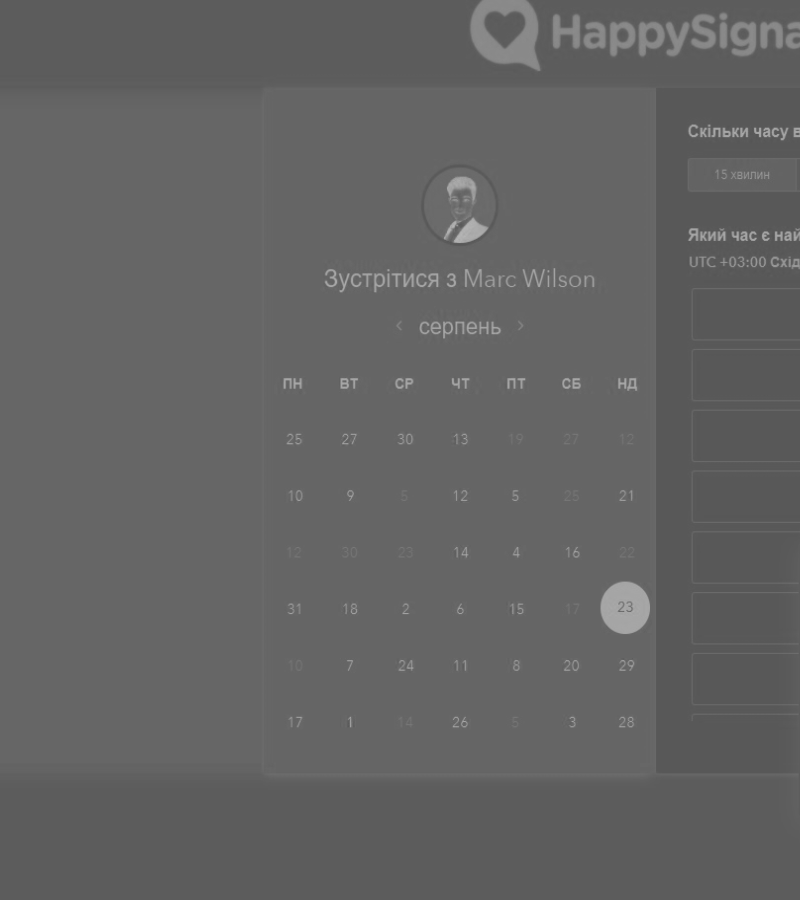 HappySigna
Зустрітися з Marc Wilson
‹ серпень ›
ПН ВТ СР ЧТ ПТ СБ НД
25 27 30 13 19 27 12
10 9 5 12 5 25 21
12 30 23 14 4 16 22
31 18 2 6 15 17 23
10 7 24 11 8 20 29
17 1 14 26 5 3 28
Скільки часу в
15 хвилин
Який час є най
UTC +03:00 Схід